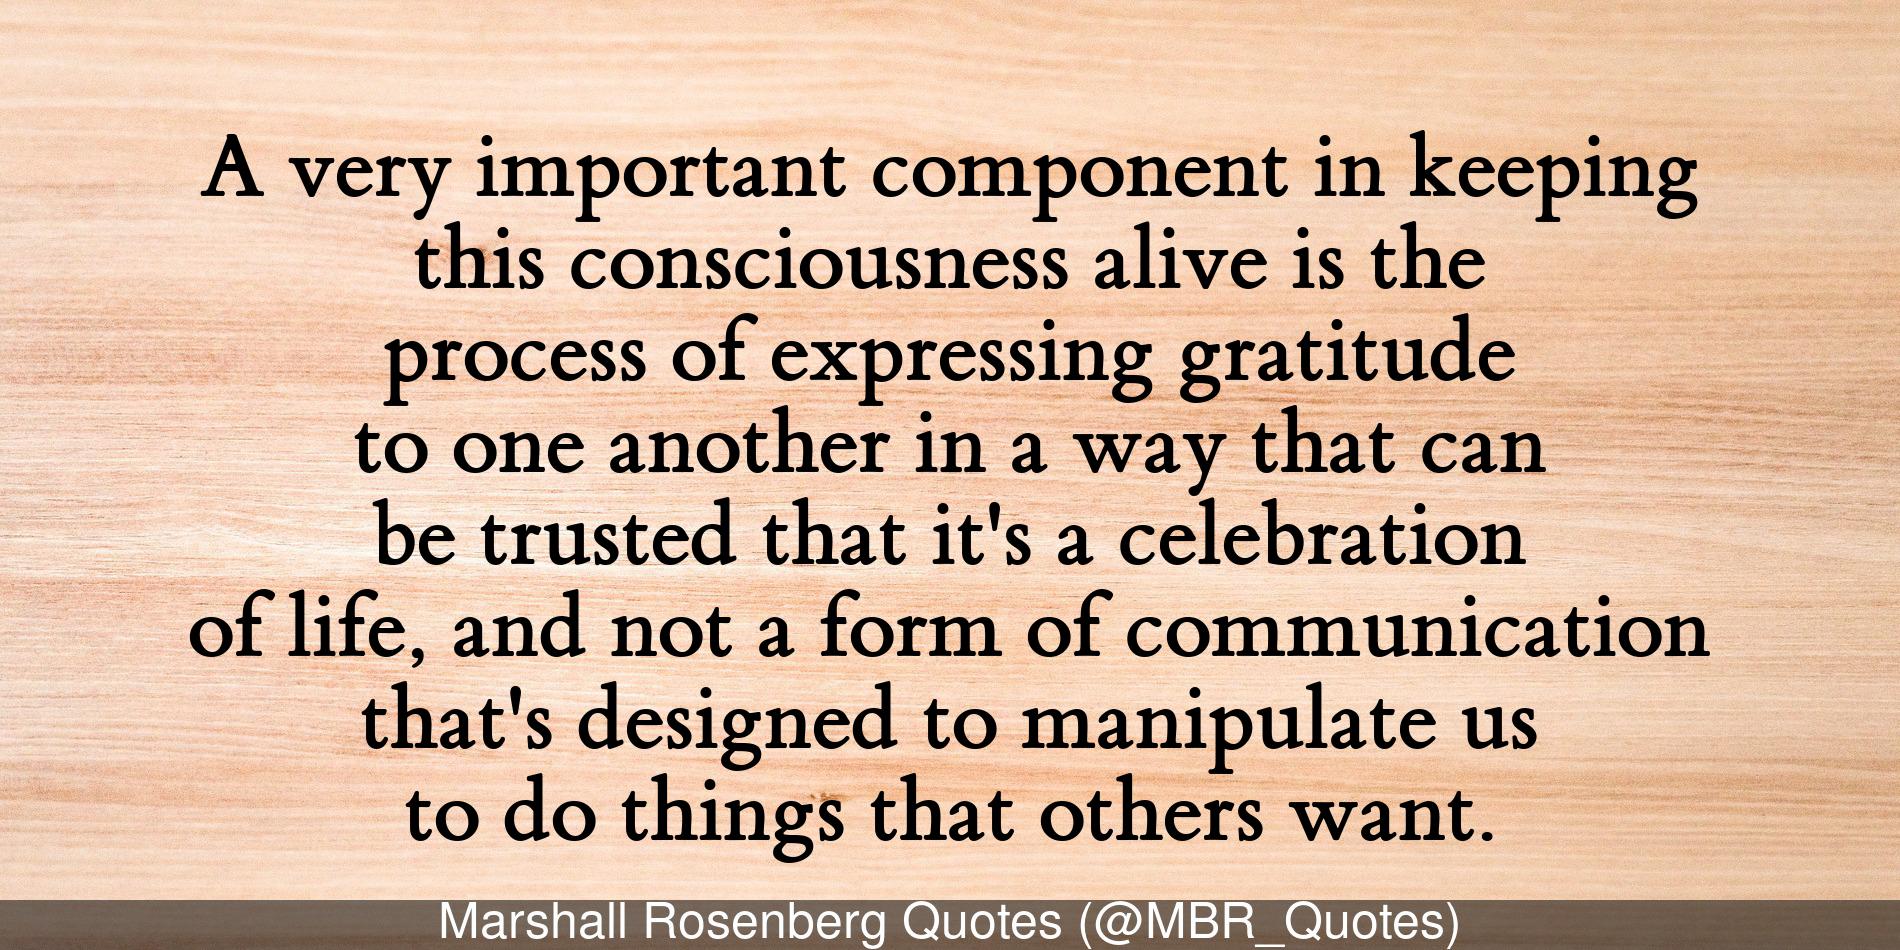 A very important component in keeping
this consciousness alive is the
process of expressing gratitude
to one another in a way that can
be trusted that it's a celebration
of life, and not a form of communication
that's designed to manipulate us
to do things that others want.
Marshall Rosenberg Quotes (@MBR_Quotes)